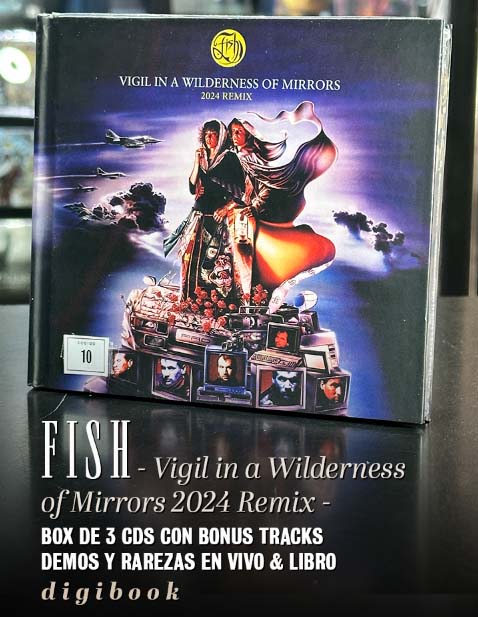 Fish
VIGIL IN A WILDERNESS OF MIRRORS
2024 REMIX
10
FISH - Vigil in a Wilderness
of Mirrors 2024 Remix -
BOX DE 3 CDS CON BONUS TRACKS
DEMOS Y RAREZAS EN VIVO & LIBRO
digibook